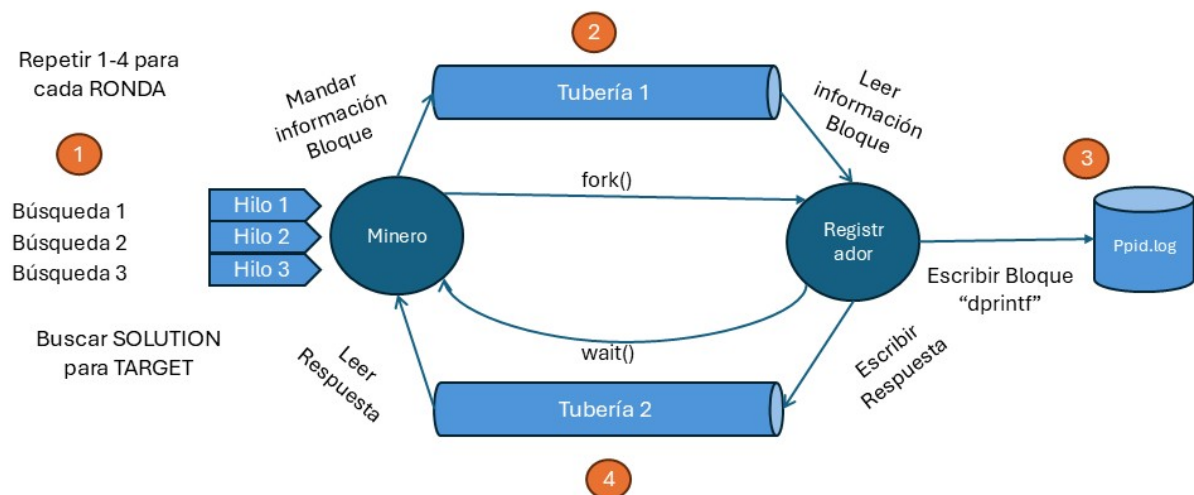 Repetir 1-4 para
cada RONDA
1
Búsqueda 1
Búsqueda 2
Búsqueda 3
Hilo 1
Hilo 2
Hilo 3
Buscar SOLUTION
para TARGET
Minero
Mandar
información
Bloque
2
Tubería 1
Leer
información
Bloque
fork()
Registr
ador
3
Ppid.log
Escribir Bloque
“dprintf”
wait()
Escribir
Respuesta
Tubería 2
Leer
Respuesta
4